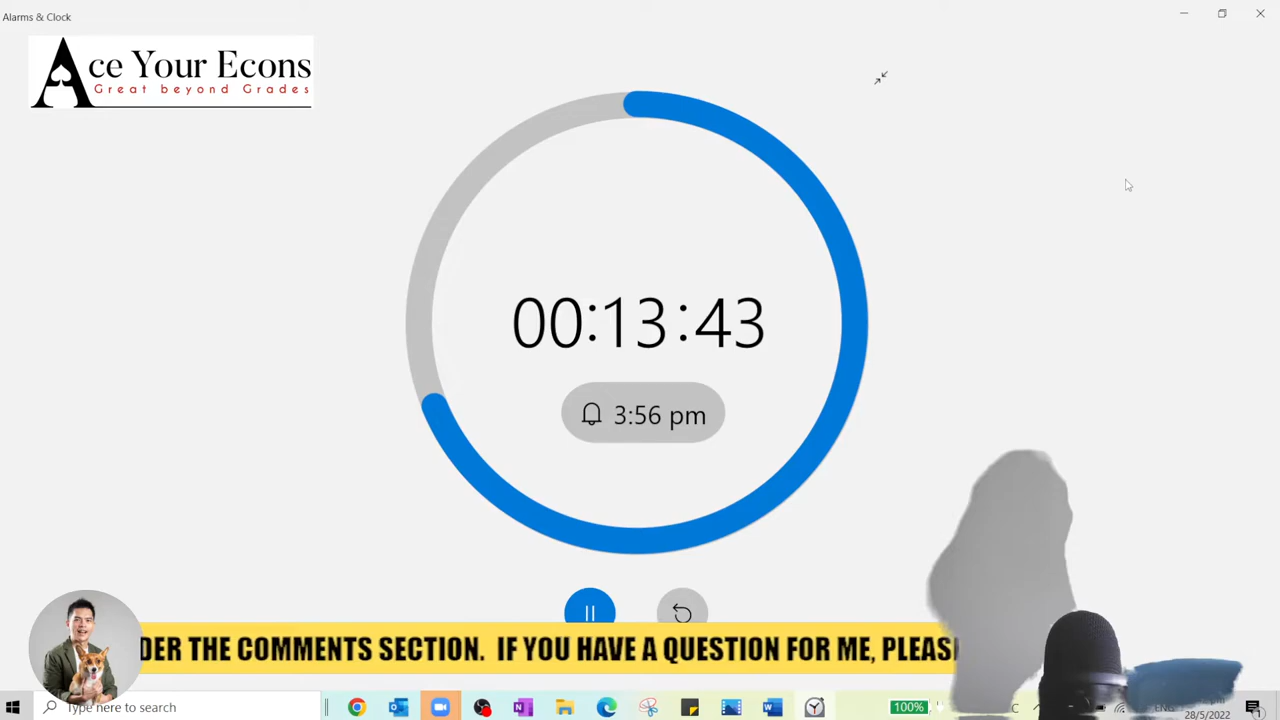 Alarms & Clock
Ace Your Econs
Great beyond Grades
00:13:43
3:56 pm
DER THE COMMENTS SECTION. IF YOU HAVE A QUESTION FOR ME, PLEAS
Type here to search
100%
ENG
28/5/2022